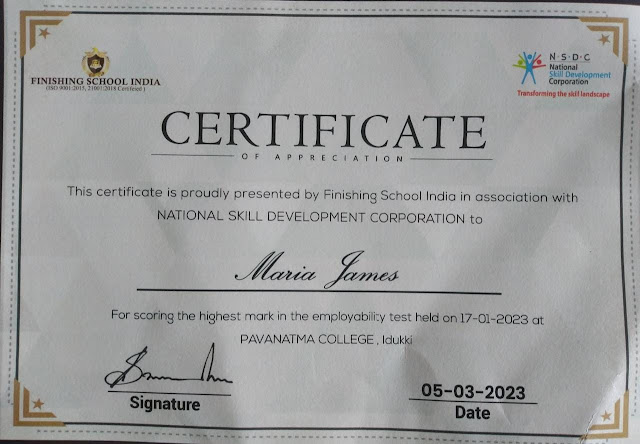 FINISHING SCHOOL INDIA
(ISO 9001:2015, 21001:2018 Certified )
N·S·D·C
National
Skill Development
Corporation
Transforming the skill landscape
CERTIFICATE
OF APPRECIATION
This certificate is proudly presented by Finishing School India in association with
NATIONAL SKILL DEVELOPMENT CORPORATION to
Maria James
For scoring the highest mark in the employability test held on 17-01-2023 at
PAVANATMA COLLEGE , Idukki
Signature
05-03-2023
Date